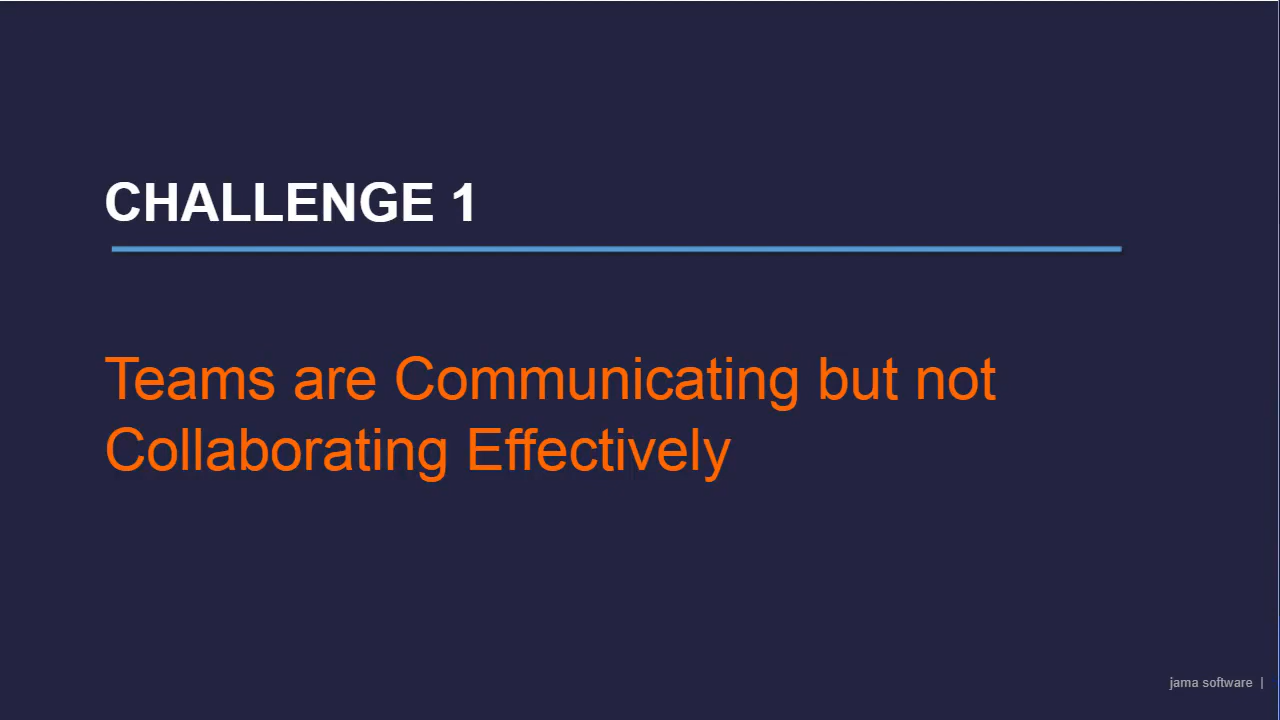 CHALLENGE 1
Teams are Communicating but not
Collaborating Effectively
jama software |